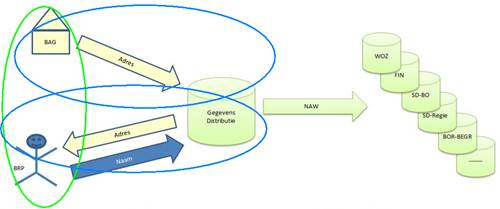 BAG
Adres
Gegevens
Distributie
NAW
WOZ
FIN
SD-BO
SD-Regie
BOR-BEGR
Adres
Naam
BRP